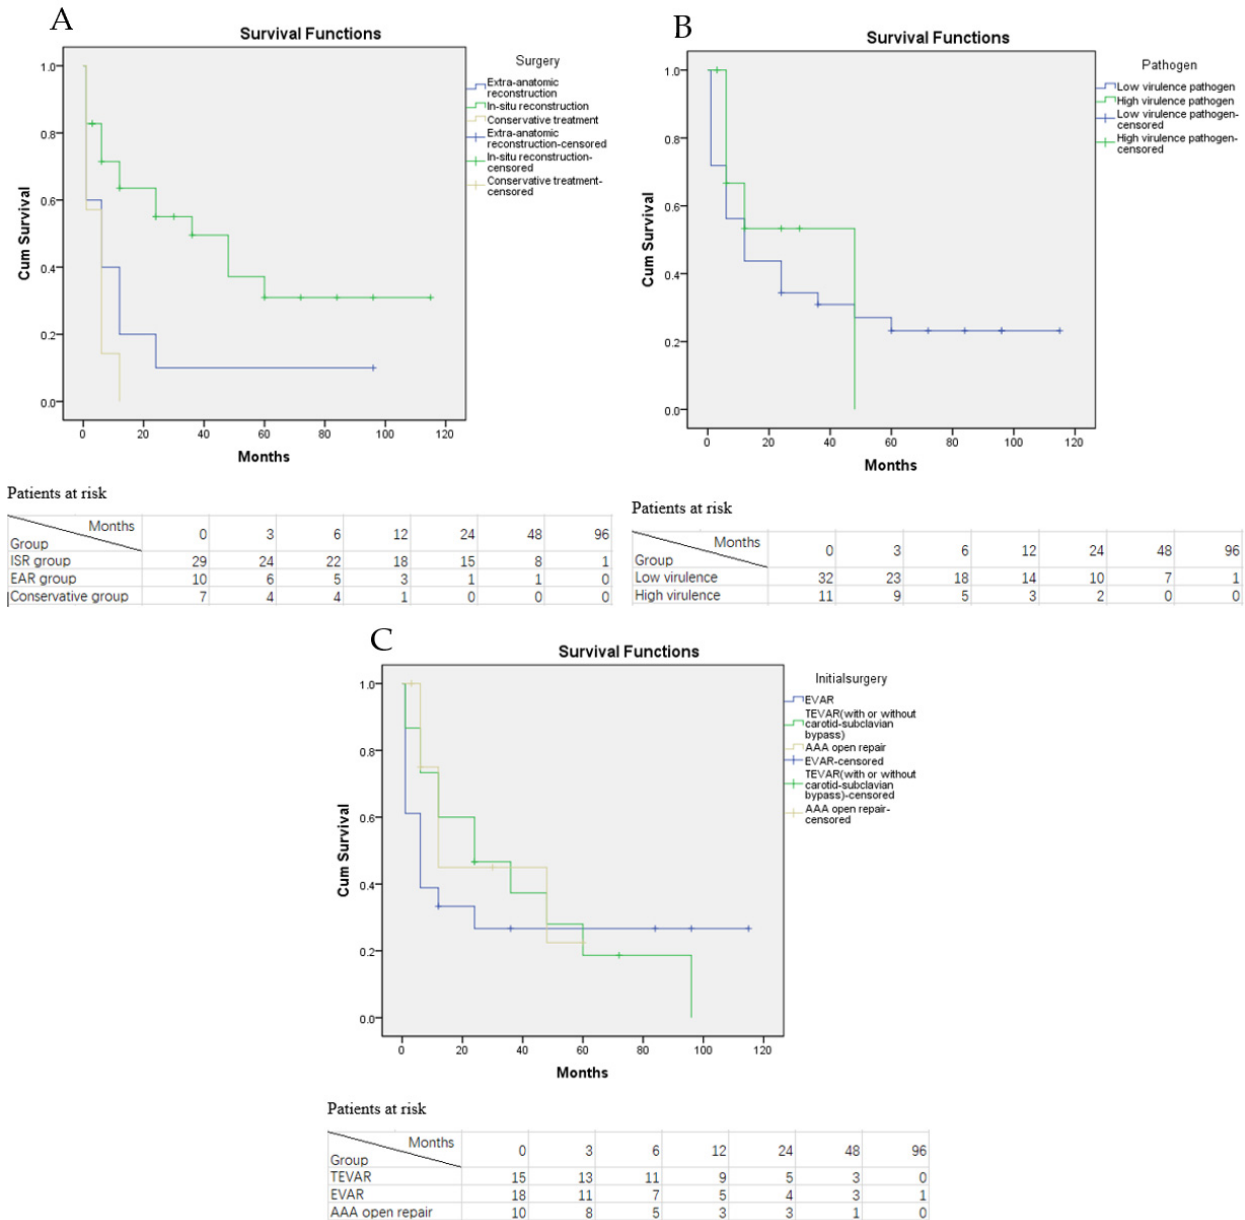 A
Survival Functions
Surgery
Extra-anatomic
reconstruction
In-situ reconstruction
Conservative treatment
Extra-anatomic
reconstruction-censored
In-situ reconstruction-
censored
Conservative treatment-
censored
1.0
0.8
0.6
0.4
0.2
0.0
Cum Survival
0 20 40 60 80 100 120
Months
Patients at risk
Months 0 3 6 12 24 48 96
Group
ISR group 29 24 22 18 15 8 1
EAR group 10 6 5 3 1 1 0
Conservative group 7 4 4 1 0 0 0
B
Survival Functions
Pathogen
Low virulence pathogen
High virulence pathogen
Low virulence pathogen-
censored
High virulence pathogen-
censored
1.0
0.8
0.6
0.4
0.2
0.0
Cum Survival
0 20 40 60 80 100 120
Months
Patients at risk
Months 0 3 6 12 24 48 96
Group
Low virulence 32 23 18 14 10 7 1
High virulence 11 9 5 3 2 0 0
C
Survival Functions
Initialsurgery
EVAR
TEVAR(with or without
carotid-subclavian
bypass)
AAA open repair
EVAR-censored
TEVAR(with or without
carotid-subclavian
bypass)-censored
AAA open repair-
censored
1.0
0.8
0.6
0.4
0.2
0.0
Cum Survival
0 20 40 60 80 100 120
Months
Patients at risk
Months 0 3 6 12 24 48 96
Group
TEVAR 15 13 11 9 5 3 0
EVAR 18 11 7 5 4 3 1
AAA open repair 10 8 5 3 3 1 0